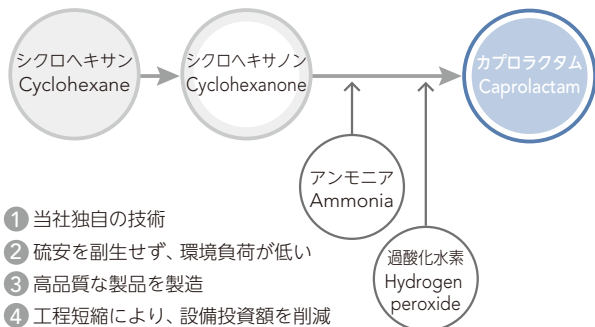 シクロヘキサン
Cyclohexane
シクロヘキサノン
Cyclohexanone
カプロラクタム
Caprolactam
アンモニア
Ammonia
過酸化水素
Hydrogen
peroxide
1 当社独自の技術
2 硫安を副生せず、環境負荷が低い
3 高品質な製品を製造
4 工程短縮により、設備投資額を削減